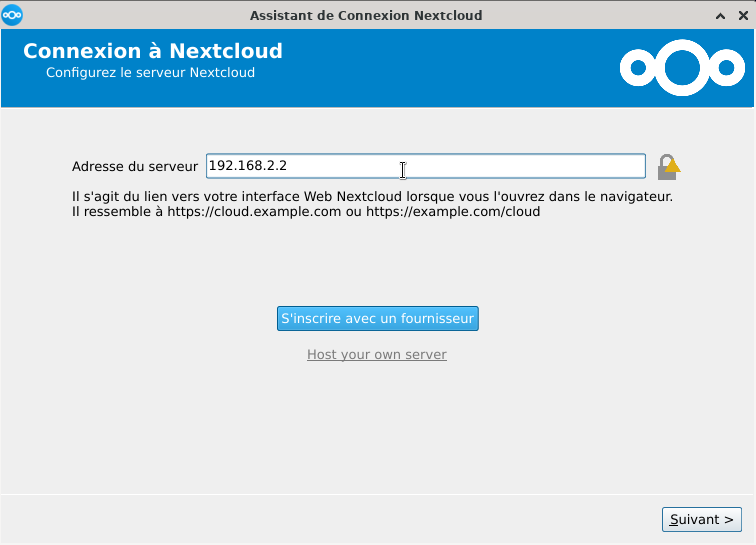 Assistant de Connexion Nextcloud
Connexion à Nextcloud
Configurez le serveur Nextcloud
Adresse du serveur 192.168.2.2
Il s'agit du lien vers votre interface Web Nextcloud lorsque vous l'ouvrez dans le navigateur.
Il ressemble à https://cloud.example.com ou https://example.com/cloud
S'inscrire avec un fournisseur
Host your own server
Suivant >